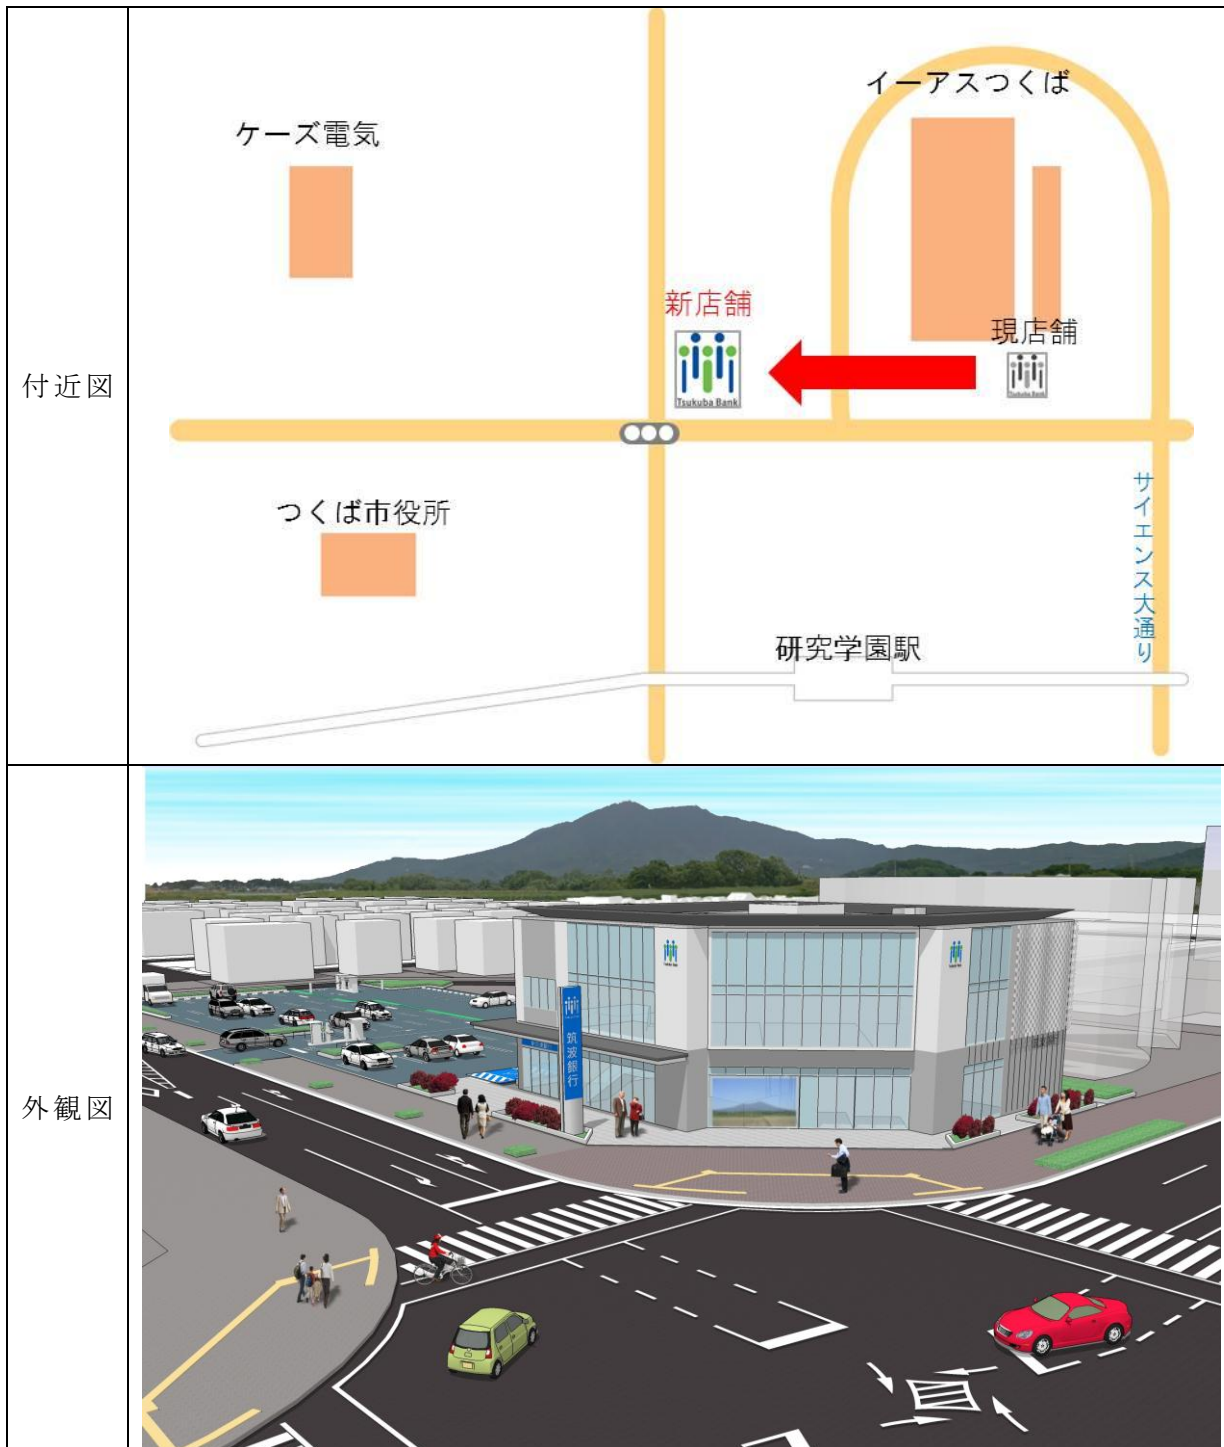 付近図
イーアスつくば
ケーズ電気
新店舗
現店舗
Tsukuba Bank
つくば市役所
サイエンス大通り
研究学園駅
外観図
筑波銀行